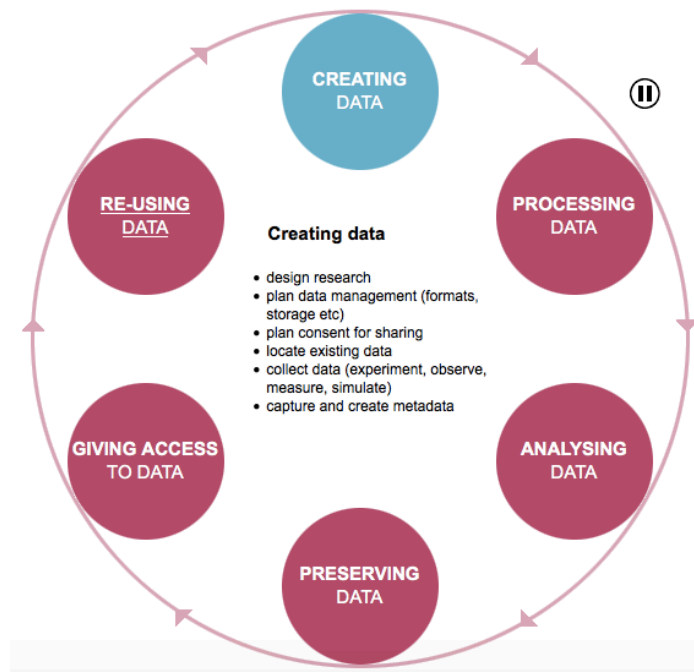 CREATING
DATA
RE-USING
DATA
PROCESSING
DATA
Creating data
• design research
• plan data management (formats,
storage etc)
• plan consent for sharing
• locate existing data
• collect data (experiment, observe,
measure, simulate)
• capture and create metadata
GIVING ACCESS
TO DATA
ANALYSING
DATA
PRESERVING
DATA